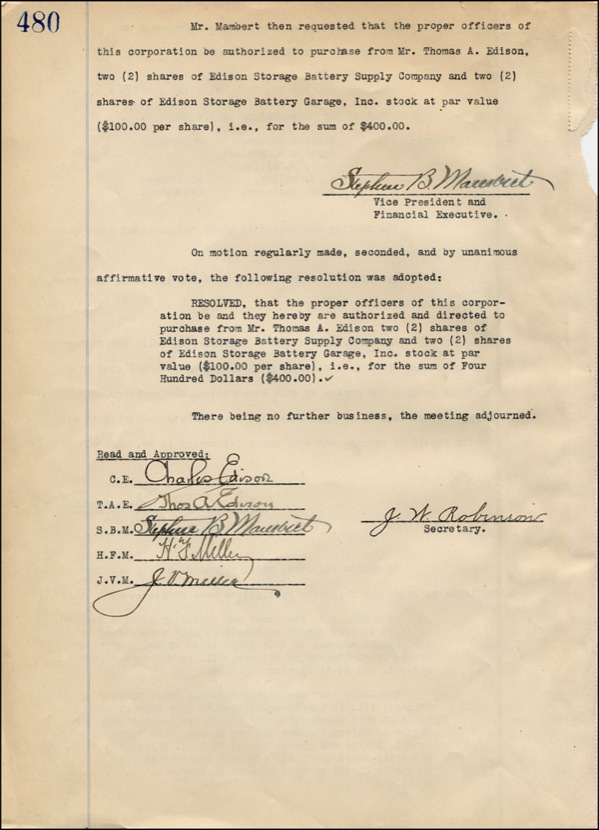 480
Mr. Mambert then requested that the proper officers of
this corporation be authorized to purchase from Mr. Thomas A. Edison,
two (2) shares of Edison Storage Battery Supply Company and two (2)
shares of Edison Storage Battery Garage, Inc. stock at par value
($100.00 per share), i.e., for the sum of $400.00.
Stephen B. Mambert
Vice President and
Financial Executive.
On motion regularly made, seconded, and by unanimous
affirmative vote, the following resolution was adopted:
RESOLVED, that the proper officers of this corpor-
ation be and they hereby are authorized and directed to
purchase from Mr. Thomas A. Edison two (2) shares of
Edison Storage Battery Supply Company and two (2) shares
of Edison Storage Battery Garage, Inc. stock at par
value ($100.00 per share), i.e., for the sum of Four
Hundred Dollars ($400.00).
There being no further business, the meeting adjourned.
Read and Approved:
C.E. Charles Edison
T.A.E. Thos A Edison
S.B.M. Stephen B. Mambert
J. W. Robinson
Secretary.
H.F.M. H. F. Miller
J.V.M. J. V. Miller